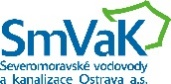 SmVaK
Severomoravské vodovody
a kanalizace Ostrava a.s.